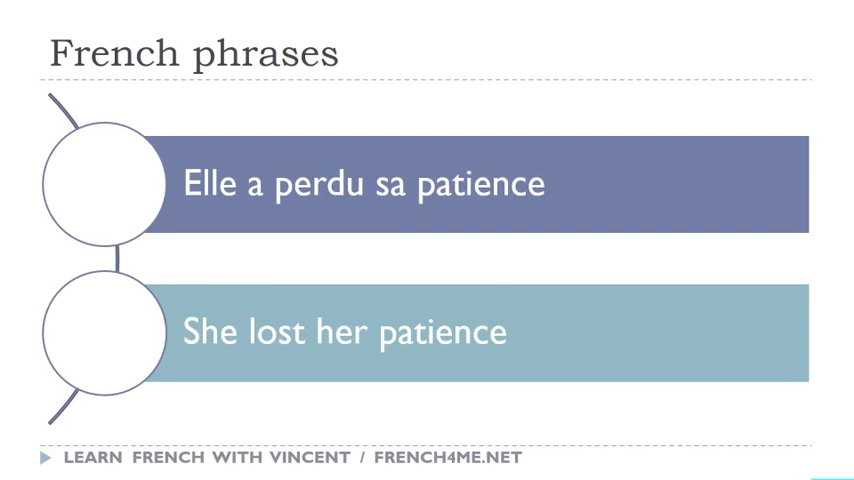 French phrases
Elle a perdu sa patience
She lost her patience
LEARN FRENCH WITH VINCENT / FRENCH4ME.NET